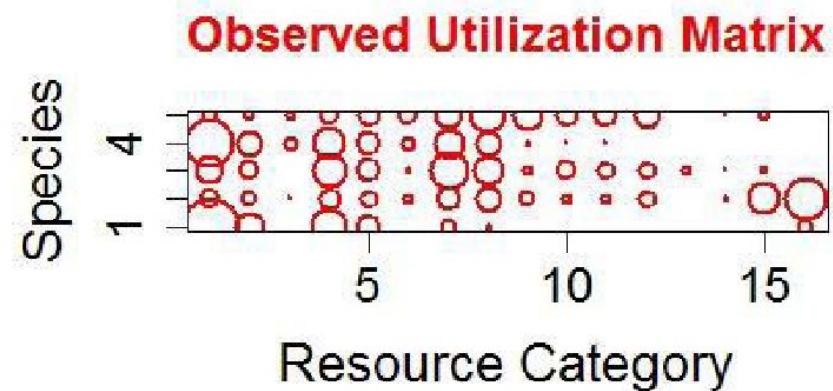 Observed Utilization Matrix
Species
4
1
5 10 15
Resource Category